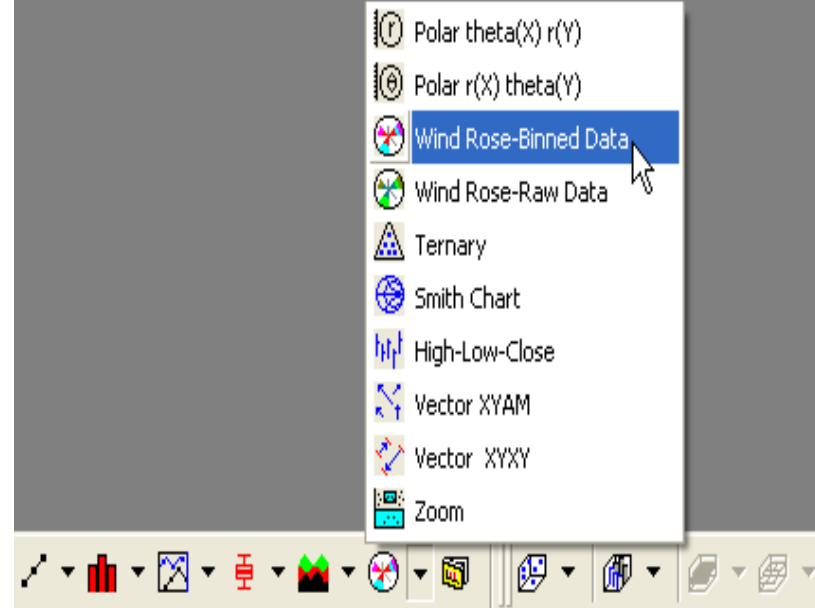 Polar theta(X) r(Y)
Polar r(X) theta(Y)
Wind Rose-Binned Data
Wind Rose-Raw Data
Ternary
Smith Chart
High-Low-Close
Vector XYAM
Vector XYXY
Zoom